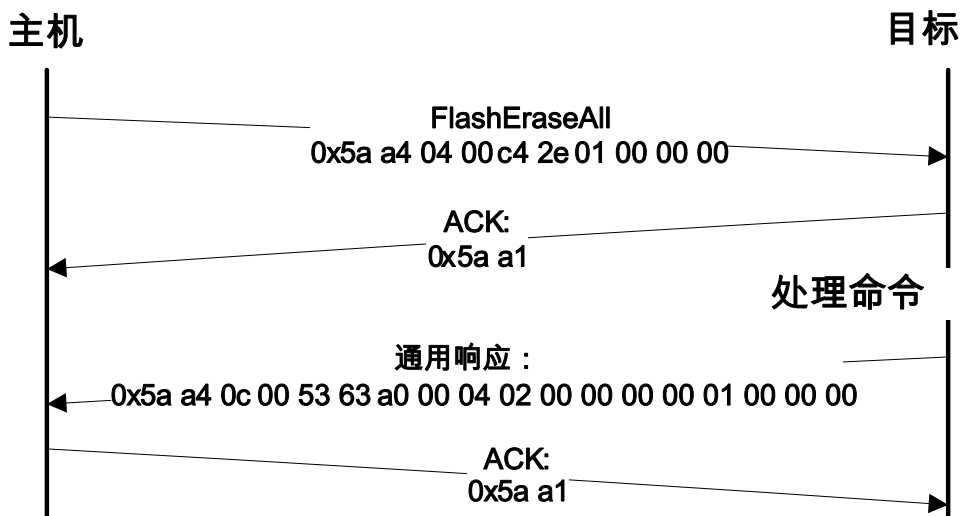 主机
目标
FlashEraseAll
0x5a a4 04 00 c4 2e 01 00 00 00
ACK:
0x5a a1
处理命令
通用响应：
0x5a a4 0c 00 53 63 a0 00 04 02 00 00 00 00 01 00 00 00
ACK:
0x5a a1